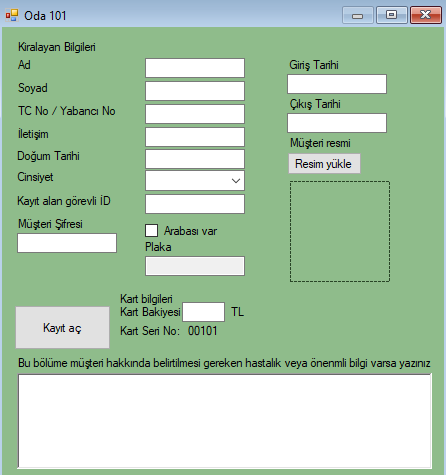 Oda 101
Kiralayan Bilgileri
Ad
Soyad
TC No / Yabancı No
İletişim
Doğum Tarihi
Cinsiyet
Kayıt alan görevli İD
Müşteri Şifresi
Arabası var
Plaka
Giriş Tarihi
Çıkış Tarihi
Müşteri resmi
Resim yükle
Kayıt aç
Kart bilgileri
Kart Bakiyesi TL
Kart Seri No: 00101
Bu bölüme müşteri hakkında belirtilmesi gereken hastalık veya önenmli bilgi varsa yazınız